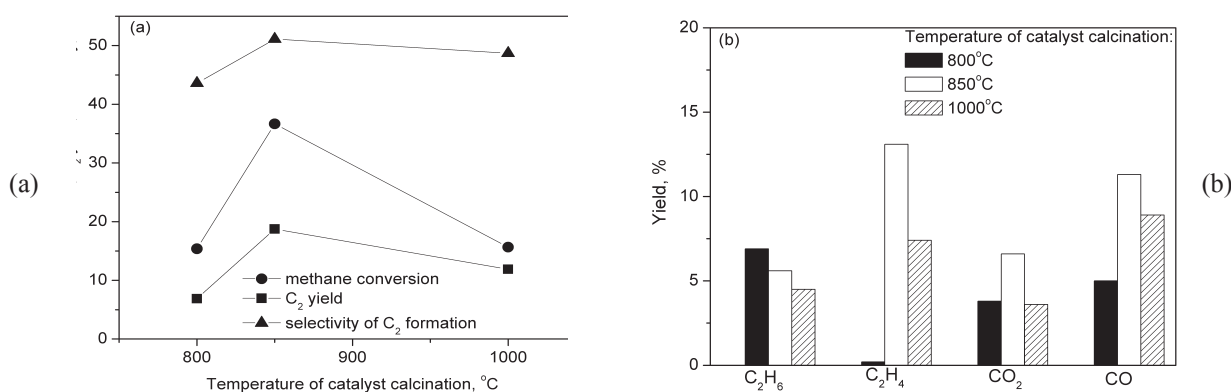 (a)
(a)
50
40
30
20
10
0
methane conversion
C₂ yield
selectivity of C₂ formation
800
900
1000
Temperature of catalyst calcination, °C
(b)
Temperature of catalyst calcination:
800°C
850°C
1000°C
20
15
10
5
0
Yield, %
C₂H₆
C₂H₄
CO₂
CO
(b)